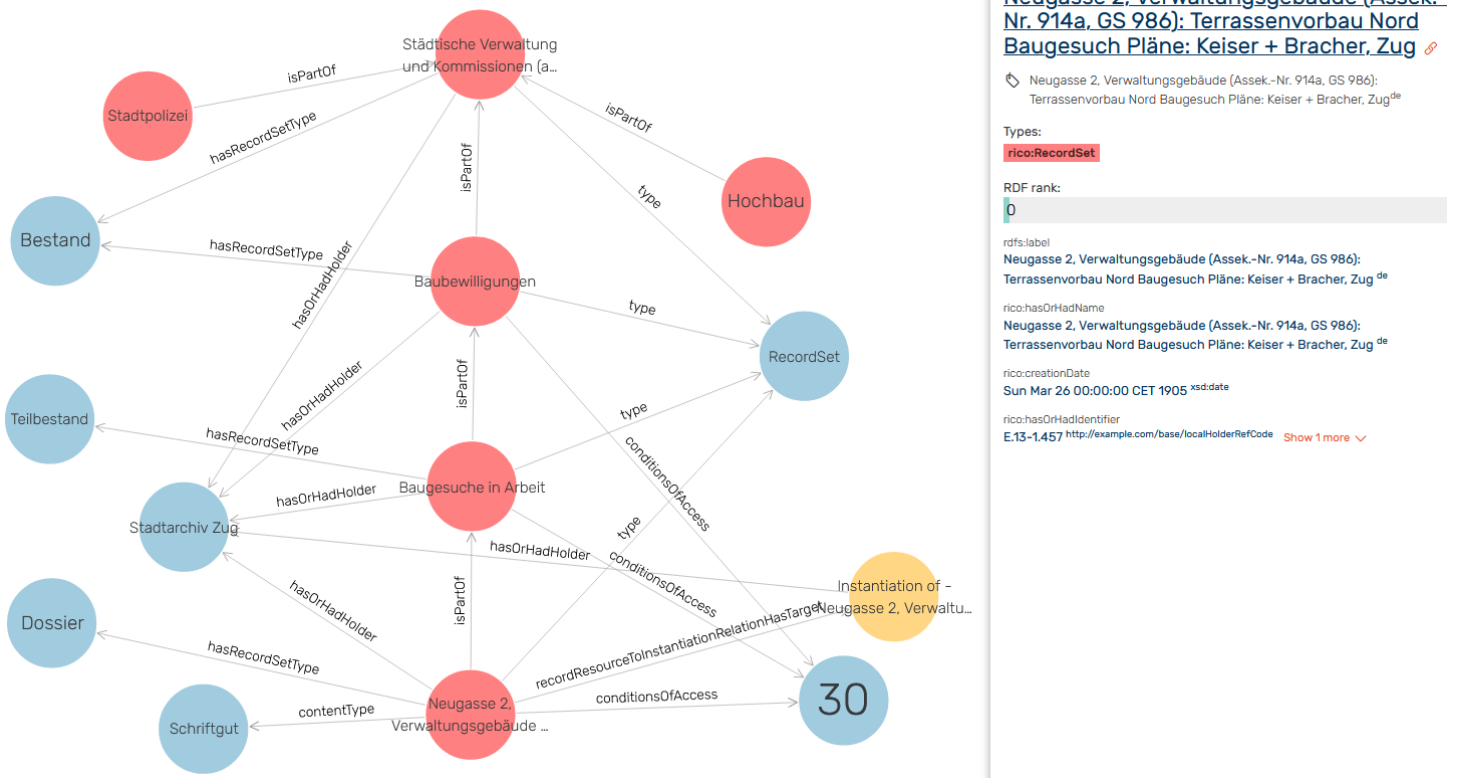 Städtische Verwaltung
und Kommissionen (a...
isPartOf
Stadtpolizei
isPartOf
hasRecordSetType
isPartOf
type
Hochbau
Bestand
hasRecordSetType
hasOrHadHolder
Baubewilligungen
type
RecordSet
hasOrHadHolder
isPartOf
type
Teilbestand
hasRecordSetType
conditionsOfAccess
Baugesuche in Arbeit
hasOrHadHolder
Stadtarchiv Zug
type
hasOrHadHolder
conditionsOfAccess
Instantiation of -
Neugasse 2, Verwaltu...
isPartOf
hasOrHadHolder
Dossier
hasRecordSetType
recordResourceToInstantiationRelationHasTarget
conditionsOfAccess
30
Neugasse 2,
Verwaltungsgebäude ...
contentType
Schriftgut
Neugasse 2, Verwaltungsgebäude (Assek.-
Nr. 914a, GS 986): Terrassenvorbau Nord
Baugesuch Pläne: Keiser + Bracher, Zug
Neugasse 2, Verwaltungsgebäude (Assek.-Nr. 914a, GS 986):
Terrassenvorbau Nord Baugesuch Pläne: Keiser + Bracher, Zug de
Types:
rico:RecordSet
RDF rank:
0
rdfs:label
Neugasse 2, Verwaltungsgebäude (Assek.-Nr. 914a, GS 986):
Terrassenvorbau Nord Baugesuch Pläne: Keiser + Bracher, Zug de
rico:hasOrHadName
Neugasse 2, Verwaltungsgebäude (Assek.-Nr. 914a, GS 986):
Terrassenvorbau Nord Baugesuch Pläne: Keiser + Bracher, Zug de
rico:creationDate
Sun Mar 26 00:00:00 CET 1905 xsd:date
rico:hasOrHadIdentifier
E.13-1.457 http://example.com/base/localHolderRefCode Show 1 more